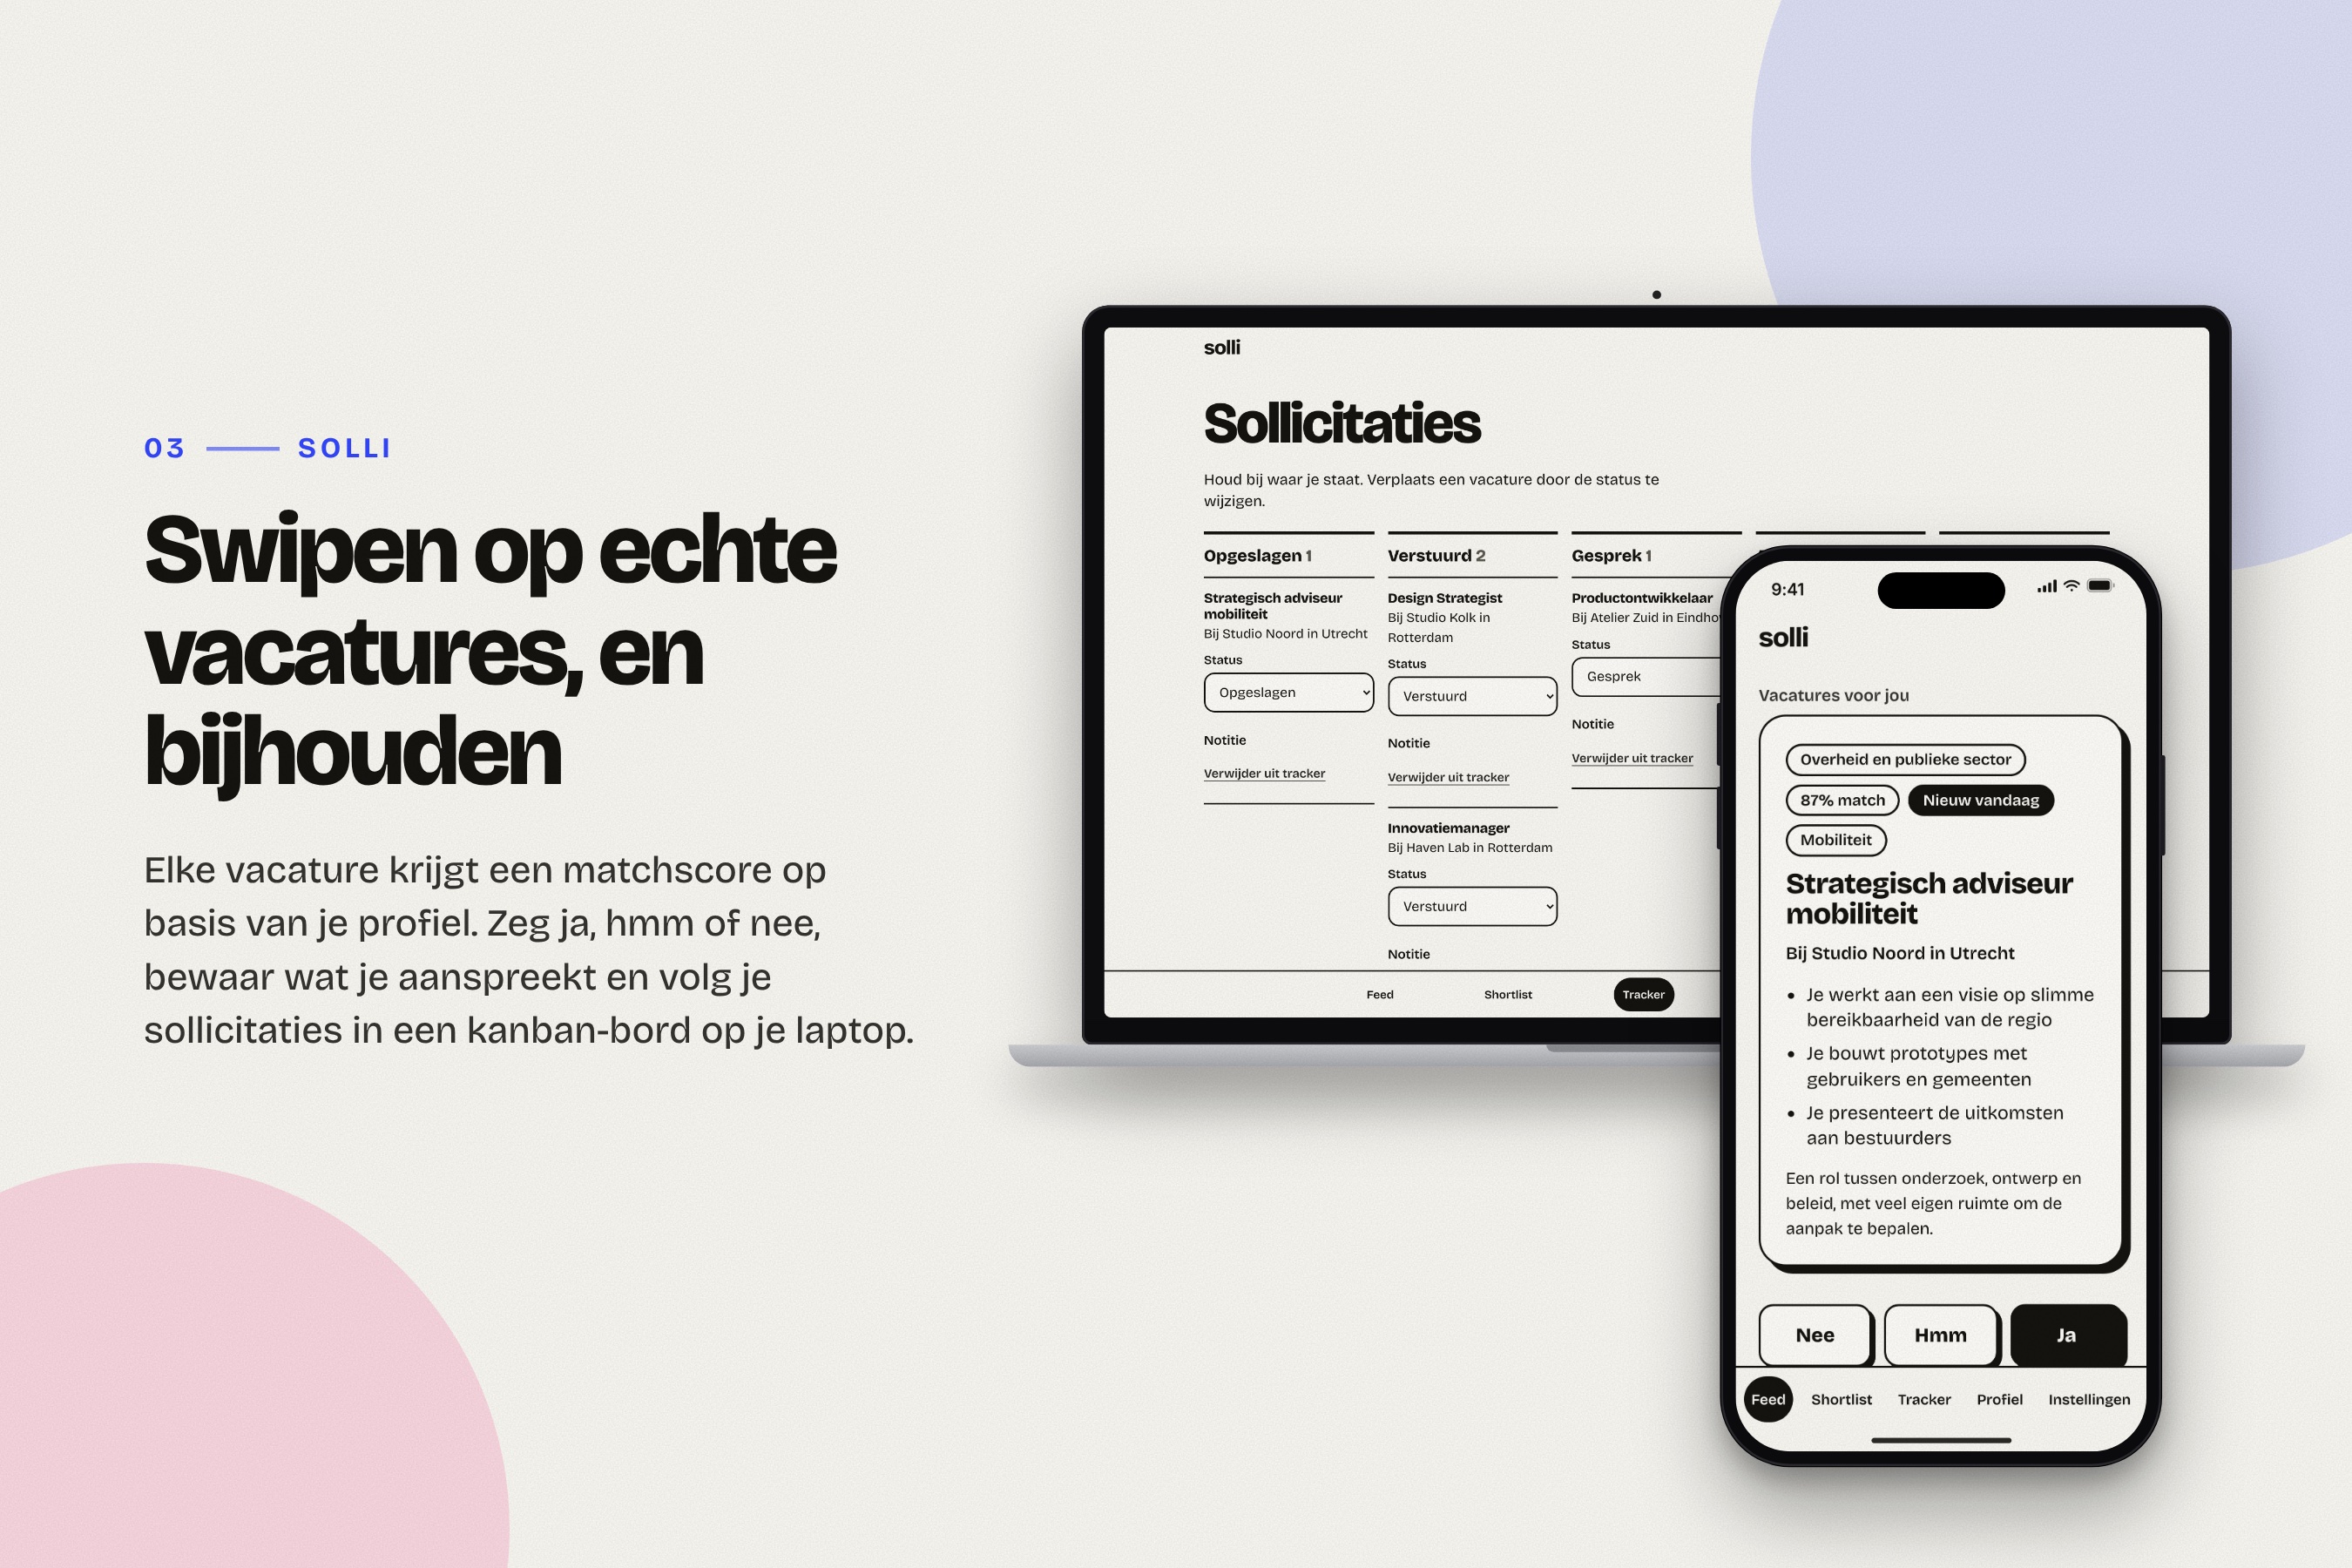 03 SOLLI
Swipen op echte
vacatures, en
bijhouden
Elke vacature krijgt een matchscore op
basis van je profiel. Zeg ja, hmm of nee,
bewaar wat je aanspreekt en volg je
sollicitaties in een kanban-bord op je laptop.
solli
Sollicitaties
Houd bij waar je staat. Verplaats een vacature door de status te
wijzigen.
Opgeslagen 1
Strategisch adviseur
mobiliteit
Bij Studio Noord in Utrecht
Status
Opgeslagen
Notitie
Verwijder uit tracker
Verstuurd 2
Design Strategist
Bij Studio Kolk in
Rotterdam
Status
Verstuurd
Notitie
Verwijder uit tracker
Innovatiemanager
Bij Haven Lab in Rotterdam
Status
Verstuurd
Notitie
Gesprek 1
Productontwikkelaar
Bij Atelier Zuid in
Status
Gesprek
Notitie
Verwijder uit tracker
Feed Shortlist Tracker
9:41
solli
Vacatures voor jou
Overheid en publieke sector
87% match Nieuw vandaag
Mobiliteit
Strategisch adviseur
mobiliteit
Bij Studio Noord in Utrecht
• Je werkt aan een visie op slimme
bereikbaarheid van de regio
• Je bouwt prototypes met
gebruikers en gemeenten
• Je presenteert de uitkomsten
aan bestuurders
Een rol tussen onderzoek, ontwerp en
beleid, met veel eigen ruimte om de
aanpak te bepalen.
Nee Hmm Ja
Feed Shortlist Tracker Profiel Instellingen